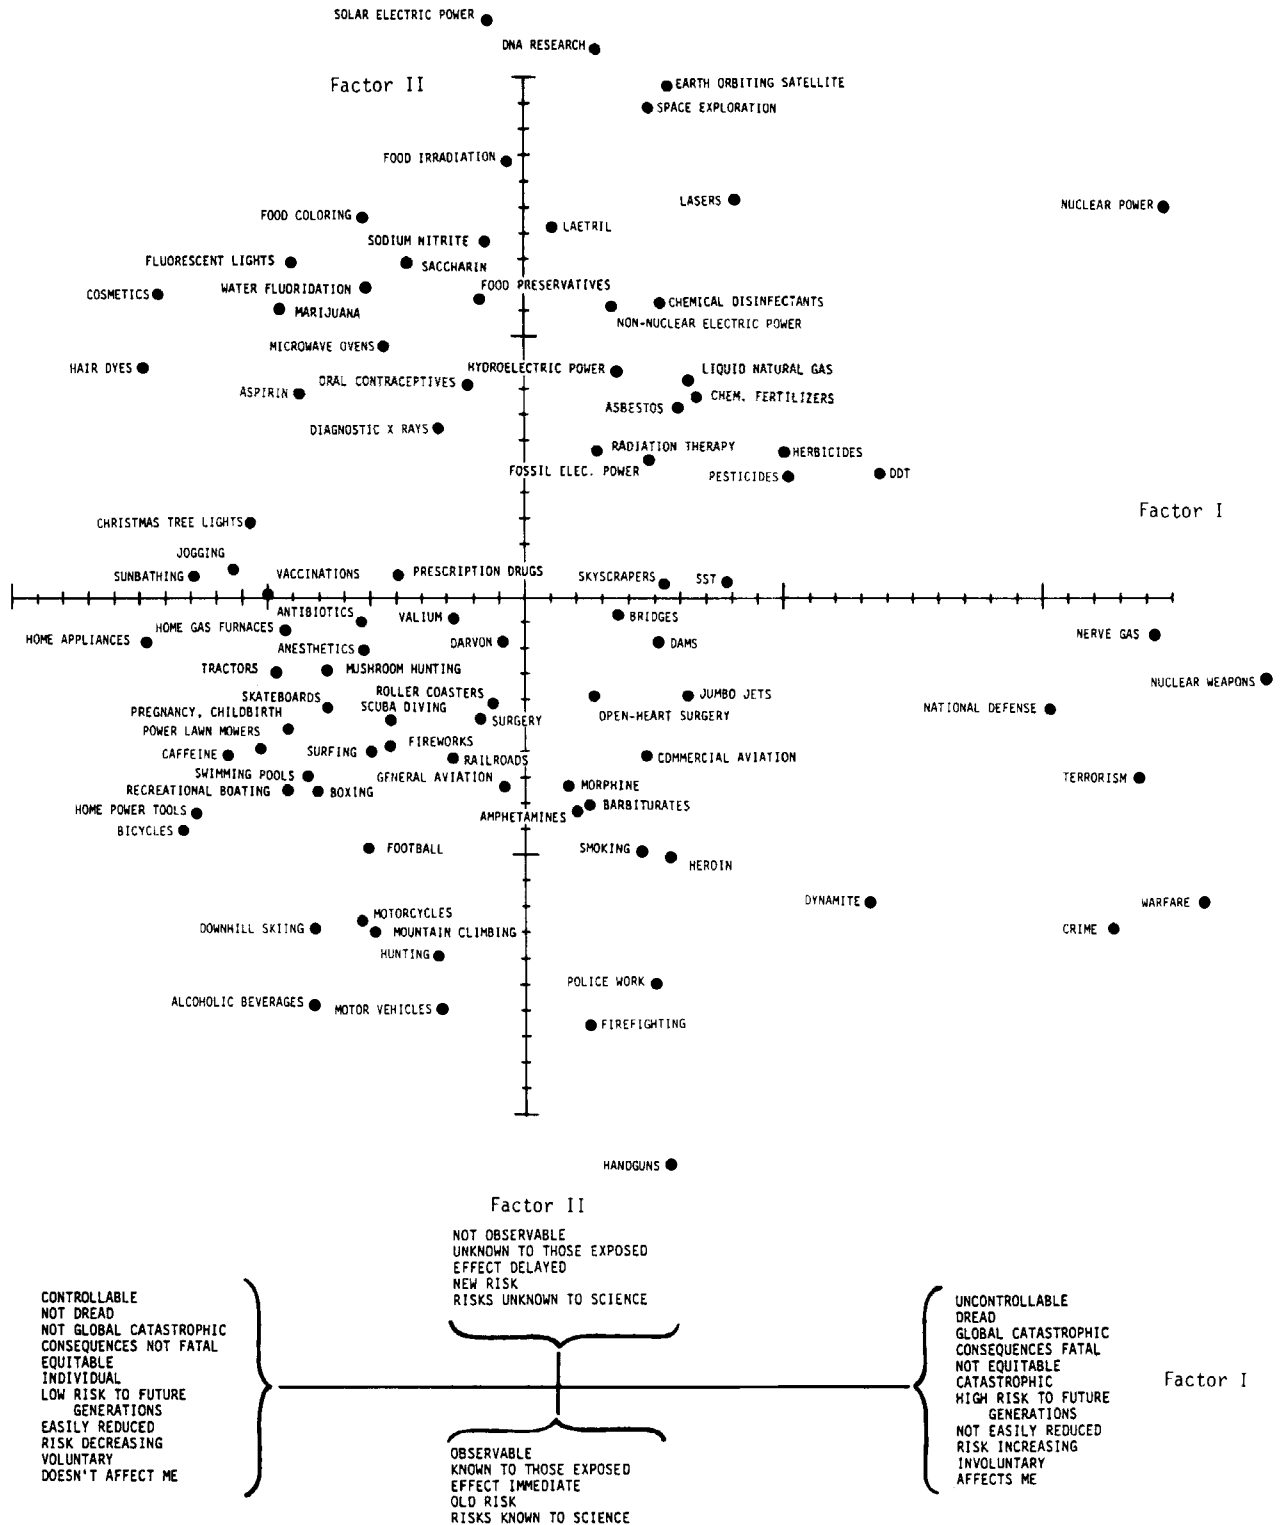 SOLAR ELECTRIC POWER
DNA RESEARCH
Factor II
EARTH ORBITING SATELLITE
SPACE EXPLORATION
FOOD IRRADIATION
LASERS
NUCLEAR POWER
FOOD COLORING
LAETRIL
SODIUM NITRITE
FLUORESCENT LIGHTS
SACCHARIN
WATER FLUORIDATION
FOOD PRESERVATIVES
COSMETICS
CHEMICAL DISINFECTANTS
MARIJUANA
NON-NUCLEAR ELECTRIC POWER
MICROWAVE OVENS
HAIR DYES
HYDROELECTRIC POWER
LIQUID NATURAL GAS
ORAL CONTRACEPTIVES
ASPIRIN
CHEM. FERTILIZERS
ASBESTOS
DIAGNOSTIC X RAYS
RADIATION THERAPY
HERBICIDES
FOSSIL ELEC. POWER
PESTICIDES
DDT
Factor I
CHRISTMAS TREE LIGHTS
JOGGING
SUNBATHING
VACCINATIONS
PRESCRIPTION DRUGS
SKYSCRAPERS
SST
ANTIBIOTICS
VALIUM
BRIDGES
HOME GAS FURNACES
NERVE GAS
HOME APPLIANCES
DARVON
DAMS
ANESTHETICS
TRACTORS
MUSHROOM HUNTING
NUCLEAR WEAPONS
SKATEBOARDS
ROLLER COASTERS
JUMBO JETS
SCUBA DIVING
NATIONAL DEFENSE
PREGNANCY, CHILDBIRTH
SURGERY
OPEN-HEART SURGERY
POWER LAWN MOWERS
FIREWORKS
CAFFEINE
SURFING
RAILROADS
COMMERCIAL AVIATION
SWIMMING POOLS
GENERAL AVIATION
TERRORISM
RECREATIONAL BOATING
BOXING
MORPHINE
HOME POWER TOOLS
BARBITURATES
AMPHETAMINES
BICYCLES
FOOTBALL
SMOKING
HEROIN
DYNAMITE
WARFARE
MOTORCYCLES
DOWNHILL SKIING
MOUNTAIN CLIMBING
CRIME
HUNTING
POLICE WORK
ALCOHOLIC BEVERAGES
MOTOR VEHICLES
FIREFIGHTING
HANDGUNS
Factor II
NOT OBSERVABLE
UNKNOWN TO THOSE EXPOSED
EFFECT DELAYED
NEW RISK
RISKS UNKNOWN TO SCIENCE
CONTROLLABLE
NOT DREAD
NOT GLOBAL CATASTROPHIC
CONSEQUENCES NOT FATAL
EQUITABLE
INDIVIDUAL
LOW RISK TO FUTURE
GENERATIONS
EASILY REDUCED
RISK DECREASING
VOLUNTARY
DOESN'T AFFECT ME
UNCONTROLLABLE
DREAD
GLOBAL CATASTROPHIC
CONSEQUENCES FATAL
NOT EQUITABLE
CATASTROPHIC
HIGH RISK TO FUTURE
GENERATIONS
NOT EASILY REDUCED
RISK INCREASING
INVOLUNTARY
AFFECTS ME
Factor I
OBSERVABLE
KNOWN TO THOSE EXPOSED
EFFECT IMMEDIATE
OLD RISK
RISKS KNOWN TO SCIENCE